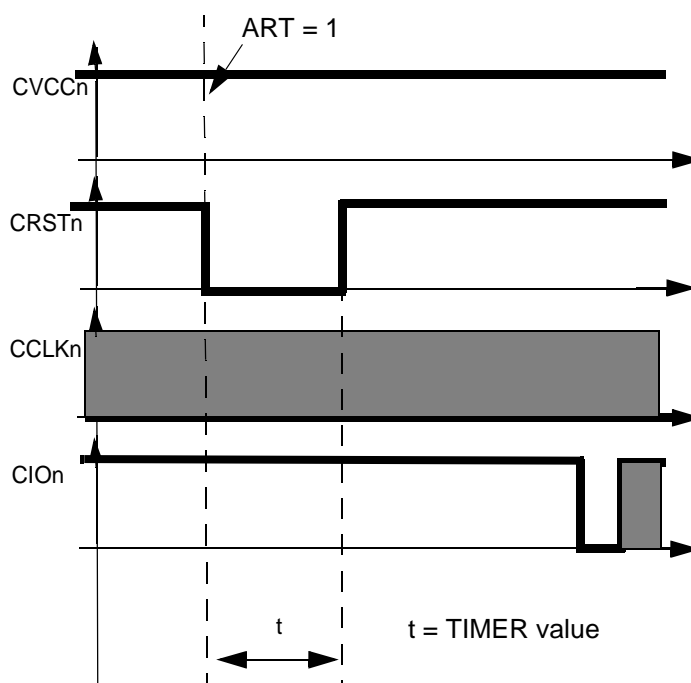 ART = 1
CVCCn
CRSTn
CCLKn
CIOn
t
t = TIMER value